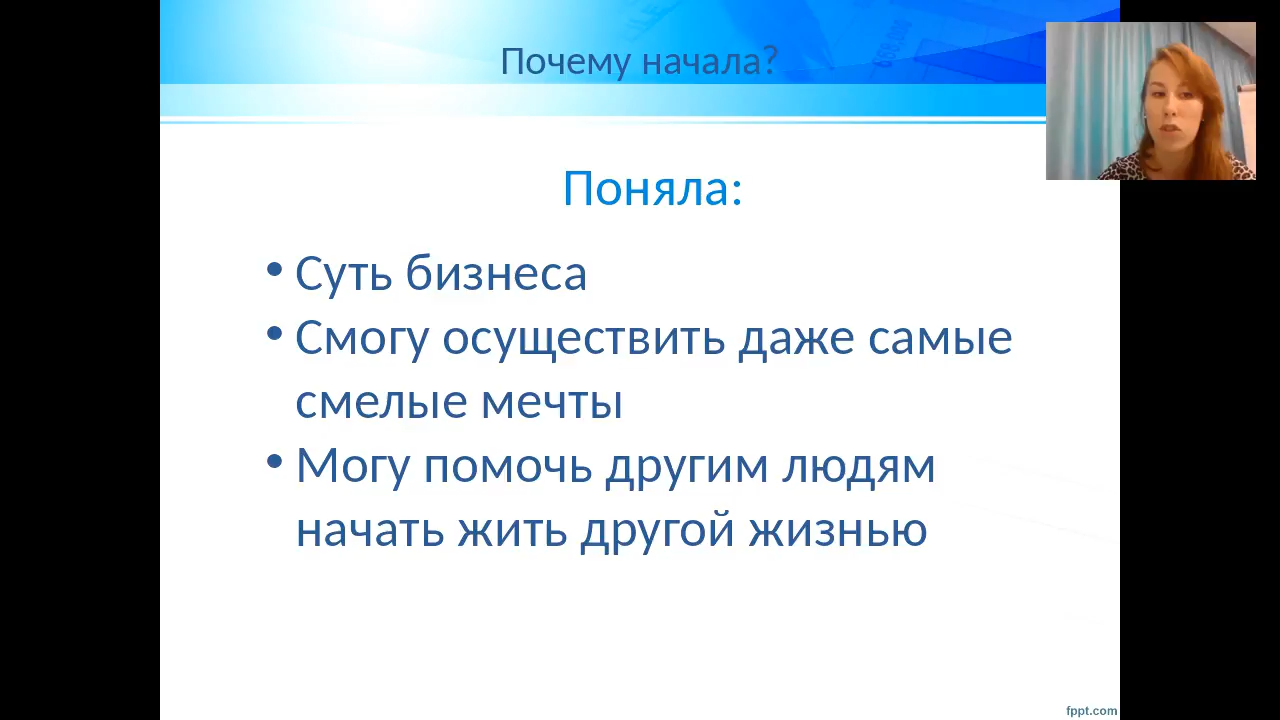 Почему начала?
Поняла:
• Суть бизнеса
• Смогу осуществить даже самые
смелые мечты
• Могу помочь другим людям
начать жить другой жизнью
fppt.com